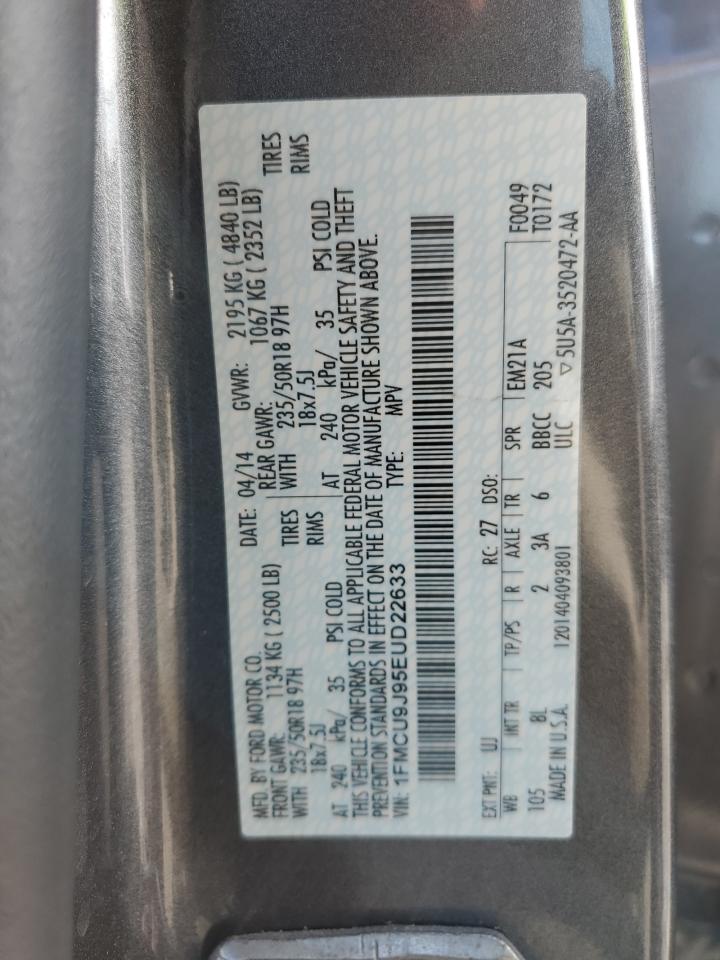 MFD. BY FORD MOTOR CO. DATE: 04/14 GVWR: 2195 KG ( 4840 LB)
FRONT GAWR: 1134 KG ( 2500 LB) REAR GAWR: 1067 KG ( 2352 LB)
WITH 235/50R18 97H TIRES WITH 235/50R18 97H TIRES
18x7.5J RIMS 18x7.5J RIMS
AT 240 kPa/ 35 PSI COLD AT 240 kPa/ 35 PSI COLD
THIS VEHICLE CONFORMS TO ALL APPLICABLE FEDERAL MOTOR VEHICLE SAFETY AND THEFT
PREVENTION STANDARDS IN EFFECT ON THE DATE OF MANUFACTURE SHOWN ABOVE.
VIN: 1FMCU9J95EUD22633 TYPE: MPV
EXT PNT: UJ RC: 27 DSO: F0049
WB INT TR TP/PS R AXLE TR SPR EM21A T0172
105 8L 2 3A 6 BBCC 205
MADE IN U.S.A. 1201404093801 ULC ▽5U5A-3520472-AA